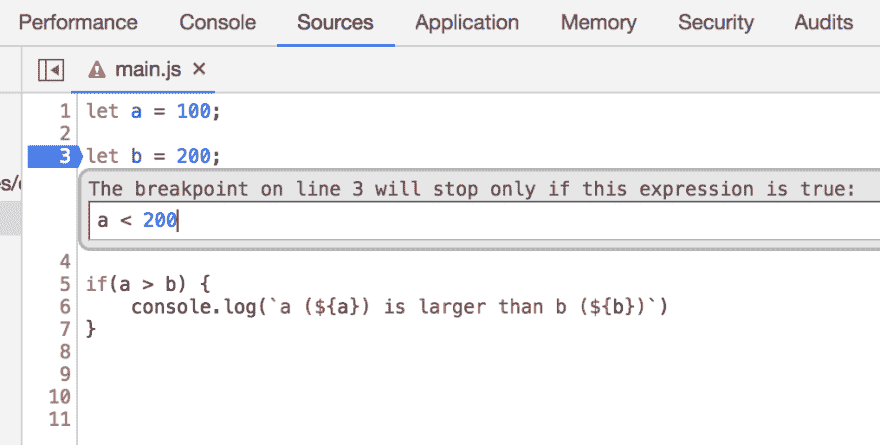 Performance Console Sources Application Memory Security Audits
main.js ×
1 let a = 100;
2
3 let b = 200;
es/c
The breakpoint on line 3 will stop only if this expression is true:
a < 200
4
5 if(a > b) {
6 console.log(`a (${a}) is larger than b (${b})`)
7 }
8
9
10
11